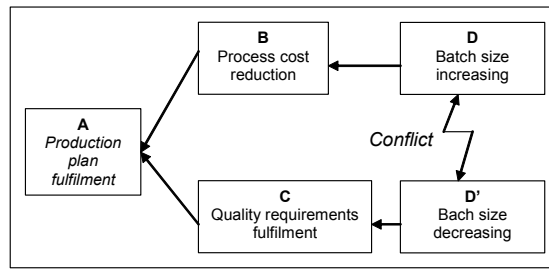 B
Process cost
reduction
D
Batch size
increasing
A
Production
plan
fulfilment
Conflict
C
Quality requirements
fulfilment
D'
Bach size
decreasing